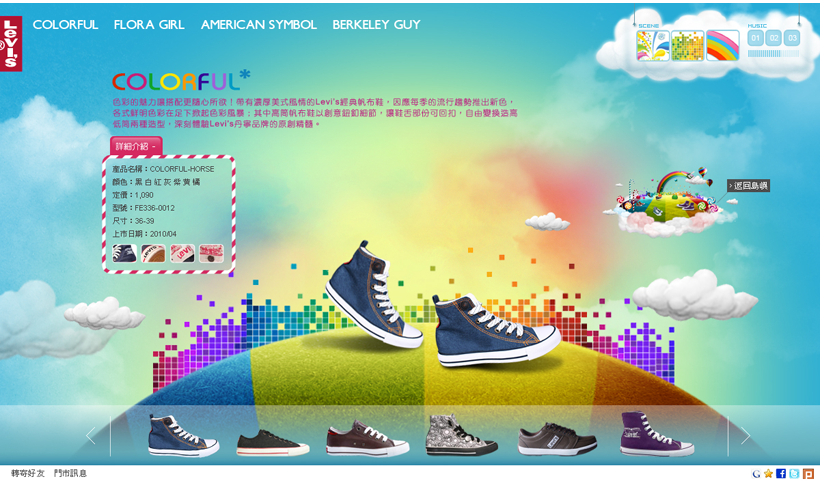 COLORFUL FLORA GIRL AMERICAN SYMBOL BERKELEY GUY
SCENE
MUSIC
01 02 03
Levi's
COLORFUL*
色彩的魅力讓搭配更隨心所欲！帶有濃厚美式風情的Levi's經典帆布鞋，因應每季的流行趨勢推出新色，
各式鮮明色彩在足下掀起色彩風暴；其中高筒帆布鞋以創意鈕釦細節，讓鞋舌部份可回扣，自由變換造高
低筒兩種造型，深刻體驗Levi's丹寧品牌的原創精髓。
詳細介紹
產品名稱：COLORFUL-HORSE
顏色：黑 白 紅 灰 紫 黃 橘
定價：1,090
型號：FE336-0012
尺寸：36-39
上市日期：2010/04
› 返回島嶼
轉寄好友 門市訊息